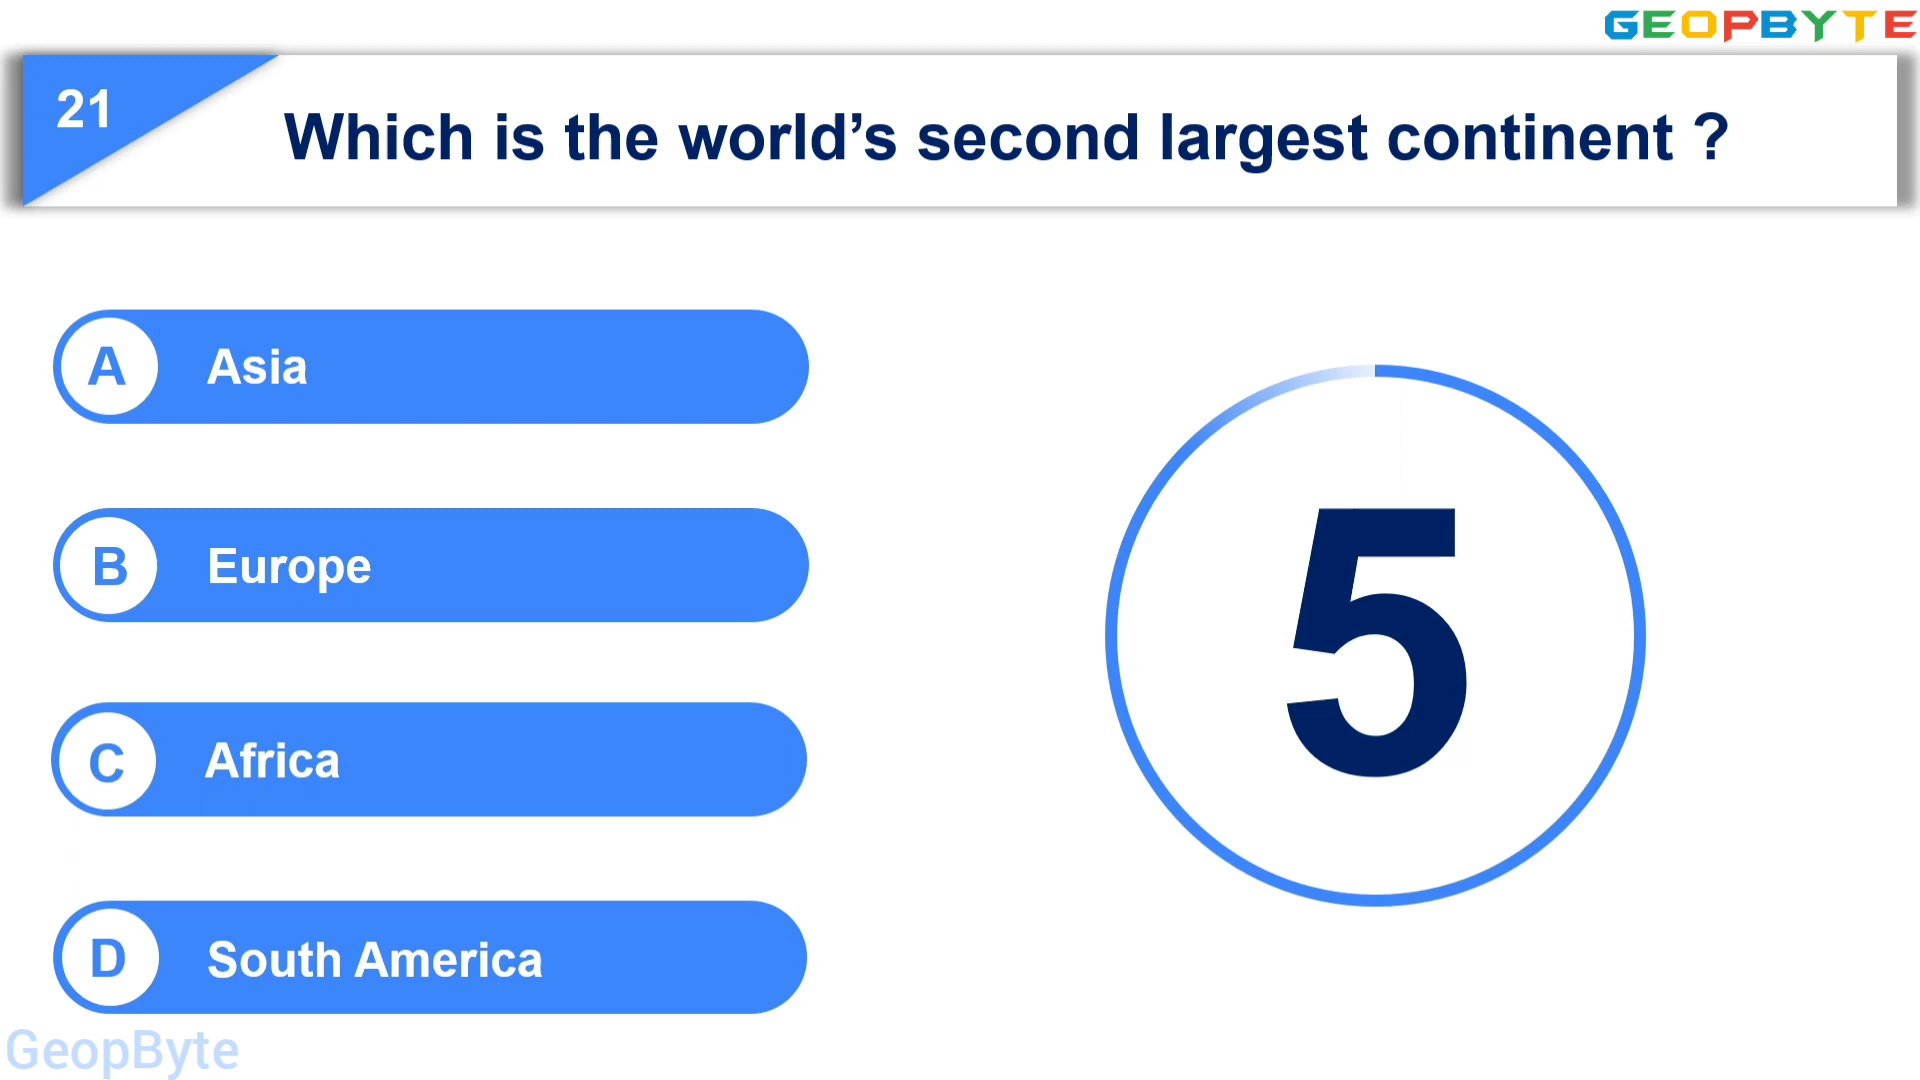 GEOPBYTE
21
Which is the world’s second largest continent ?
A Asia
B Europe
C Africa
D South America
5
GeopByte